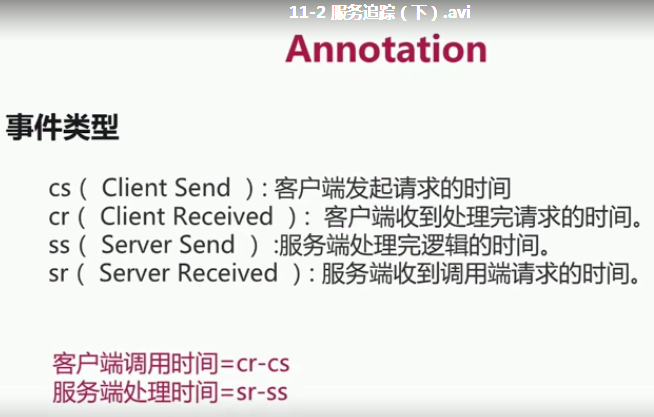 11-2 服务追踪（下）.avi
Annotation
事件类型
cs（ Client Send ）: 客户端发起请求的时间
cr（ Client Received ）： 客户端收到处理完请求的时间。
ss（ Server Send ） :服务端处理完逻辑的时间。
sr（ Server Received ）: 服务端收到调用端请求的时间。
客户端调用时间=cr-cs
服务端处理时间=sr-ss